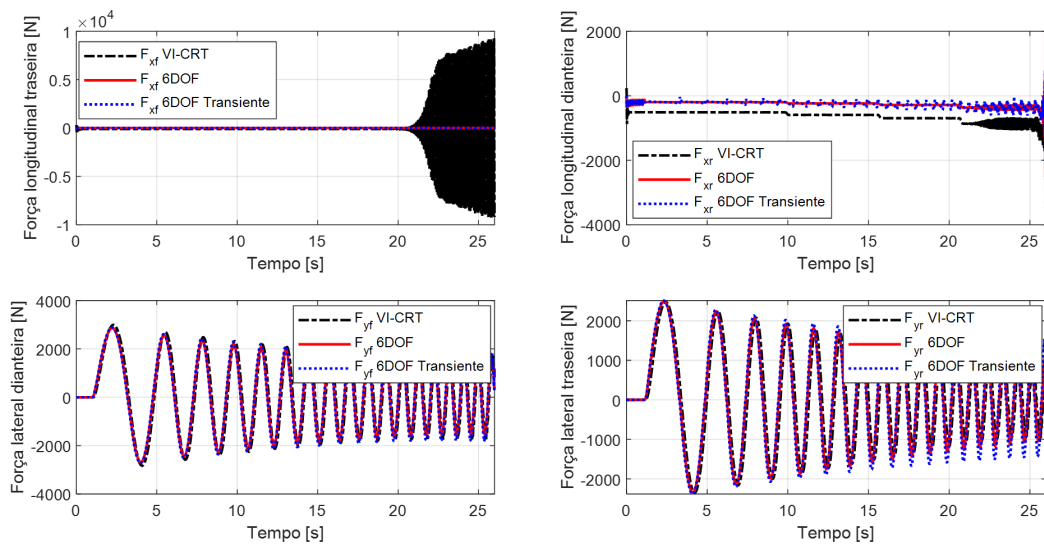 ×10⁴
1
0.5
0
-0.5
-1
Força longitudinal traseira [N]
F_xf VI-CRT
F_xf 6DOF
F_xf 6DOF Transiente
0 5 10 15 20 25
Tempo [s]
2000
0
-2000
-4000
Força longitudinal dianteira [N]
F_xr VI-CRT
F_xr 6DOF
F_xr 6DOF Transiente
0 5 10 15 20 25
Tempo [s]
4000
2000
0
-2000
-4000
Força lateral dianteira [N]
F_yf VI-CRT
F_yf 6DOF
F_yf 6DOF Transiente
0 5 10 15 20 25
Tempo [s]
2000
1000
0
-1000
-2000
Força lateral traseira [N]
F_yr VI-CRT
F_yr 6DOF
F_yr 6DOF Transiente
0 5 10 15 20 25
Tempo [s]